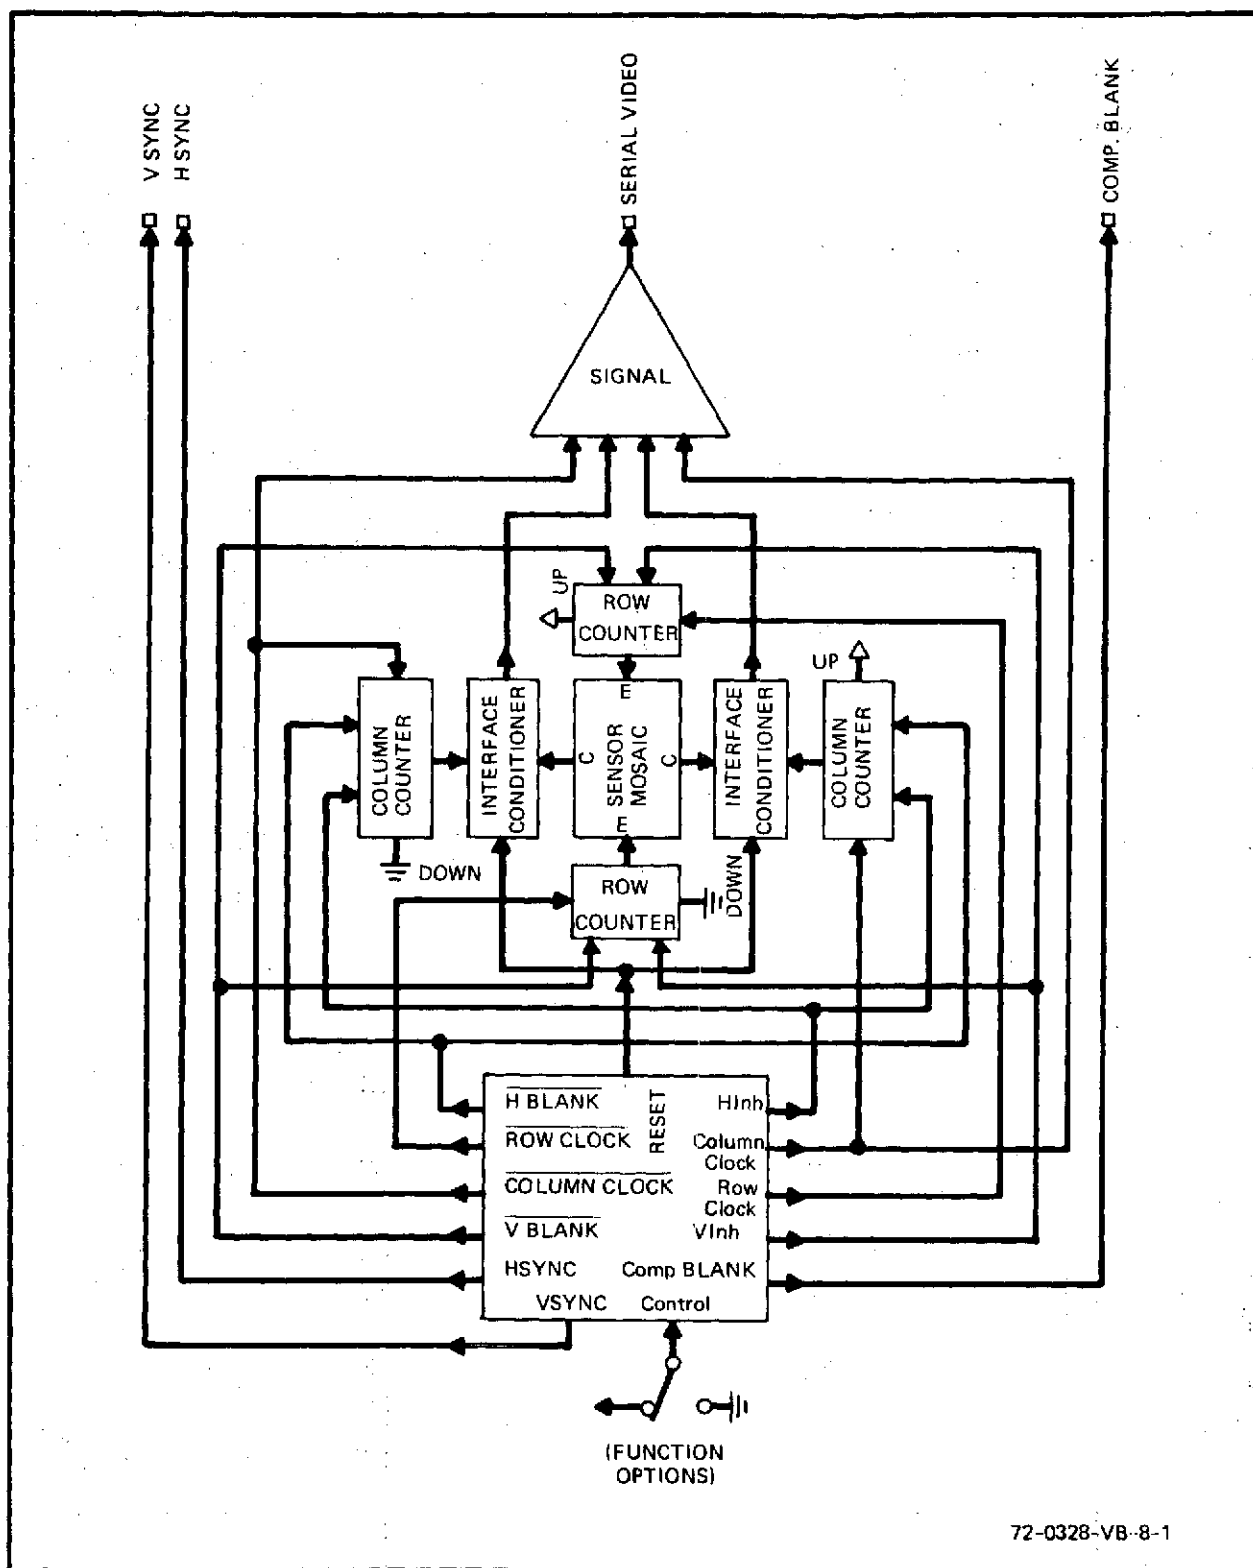 V SYNC
H SYNC
SERIAL VIDEO
COMP. BLANK
SIGNAL
UP
ROW
COUNTER
UP
COLUMN
COUNTER
INTERFACE
CONDITIONER
E
C
SENSOR
MOSAIC
C
E
INTERFACE
CONDITIONER
COLUMN
COUNTER
DOWN
ROW
COUNTER
DOWN
H BLANK
RESET
HInh
ROW CLOCK
Column
Clock
COLUMN CLOCK
Row
Clock
V BLANK
VInh
HSYNC
Comp BLANK
VSYNC
Control
(FUNCTION
OPTIONS)
72-0328-VB-8-1